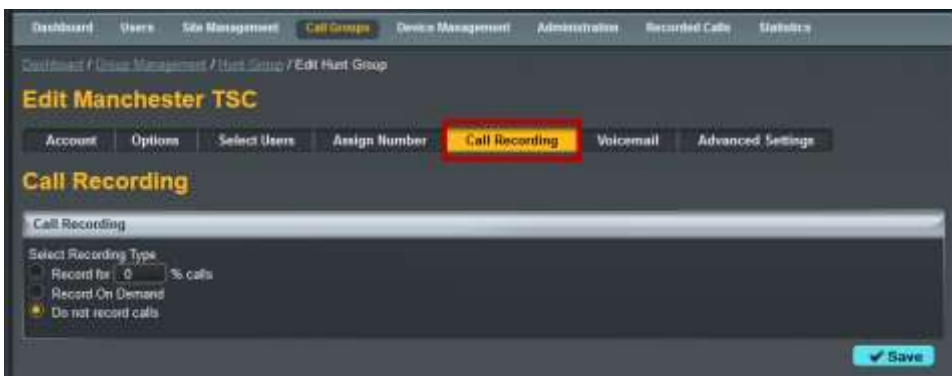 Dashboard Users Site Management Call Groups Device Management Administration Recorded Calls Statistics
Dashboard / Group Management / Hunt Group / Edit Hunt Group
Edit Manchester TSC
Account Options Select Users Assign Number Call Recording Voicemail Advanced Settings
Call Recording
Call Recording
Select Recording Type
Record for 0 % calls
Record On Demand
Do not record calls
Save